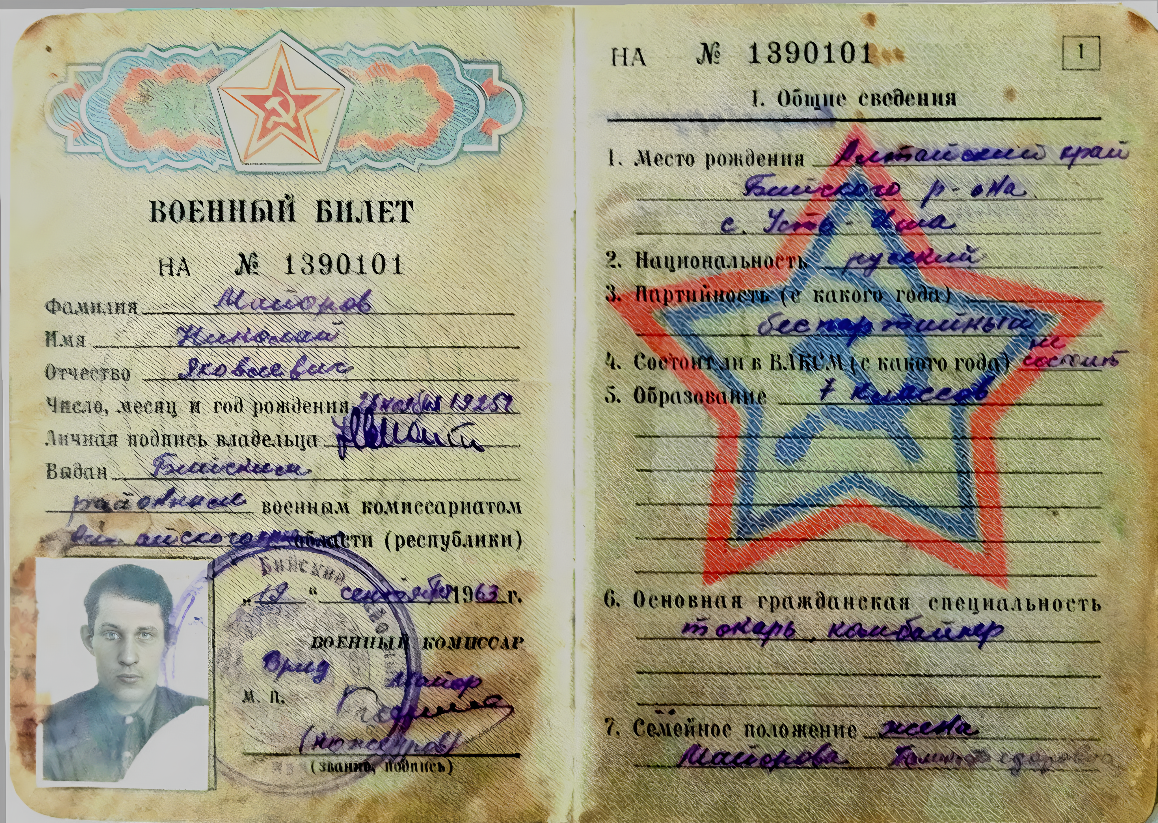 ВОЕННЫЙ БИЛЕТ
НА № 1390101
Фамилия Майоров
Имя Николай
Отчество Яковлевич
Число, месяц и год рождения
Личная подпись владельца
Выдан Бийским
районным военным комиссариатом
области (республики)
„19“ сентября 1963 г.
ВОЕННЫЙ КОМИССАР
Врид Майор
М. П.
(звание, подпись)
Бийский
НА № 1390101
1
I. Общие сведения
1. Место рождения Алтайский край
Бийского р-она
с. Усть-Иша
2. Национальность русский
3. Партийность (с какого года)
беспартийный
4. Состоит ли в ВЛКСМ (с какого года) не состоит
5. Образование 7 классов
6. Основная гражданская специальность
токарь, комбайнер
7. Семейное положение жена
Майорова